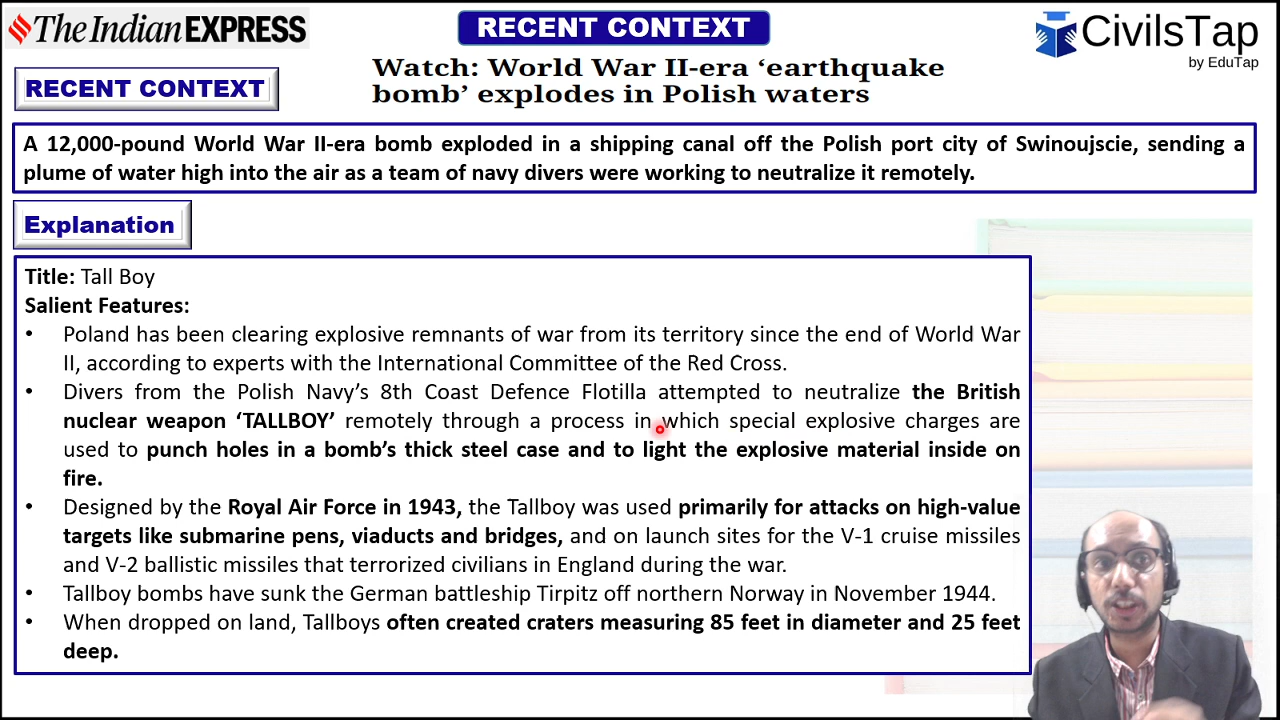 The Indian EXPRESS
RECENT CONTEXT
CivilsTap
by EduTap
RECENT CONTEXT
Watch: World War II-era ‘earthquake
bomb’ explodes in Polish waters
A 12,000-pound World War II-era bomb exploded in a shipping canal off the Polish port city of Swinoujscie, sending a
plume of water high into the air as a team of navy divers were working to neutralize it remotely.
Explanation
Title: Tall Boy
Salient Features:
• Poland has been clearing explosive remnants of war from its territory since the end of World War
II, according to experts with the International Committee of the Red Cross.
• Divers from the Polish Navy’s 8th Coast Defence Flotilla attempted to neutralize the British
nuclear weapon ‘TALLBOY’ remotely through a process in which special explosive charges are
used to punch holes in a bomb’s thick steel case and to light the explosive material inside on
fire.
• Designed by the Royal Air Force in 1943, the Tallboy was used primarily for attacks on high-value
targets like submarine pens, viaducts and bridges, and on launch sites for the V-1 cruise missiles
and V-2 ballistic missiles that terrorized civilians in England during the war.
• Tallboy bombs have sunk the German battleship Tirpitz off northern Norway in November 1944.
• When dropped on land, Tallboys often created craters measuring 85 feet in diameter and 25 feet
deep.